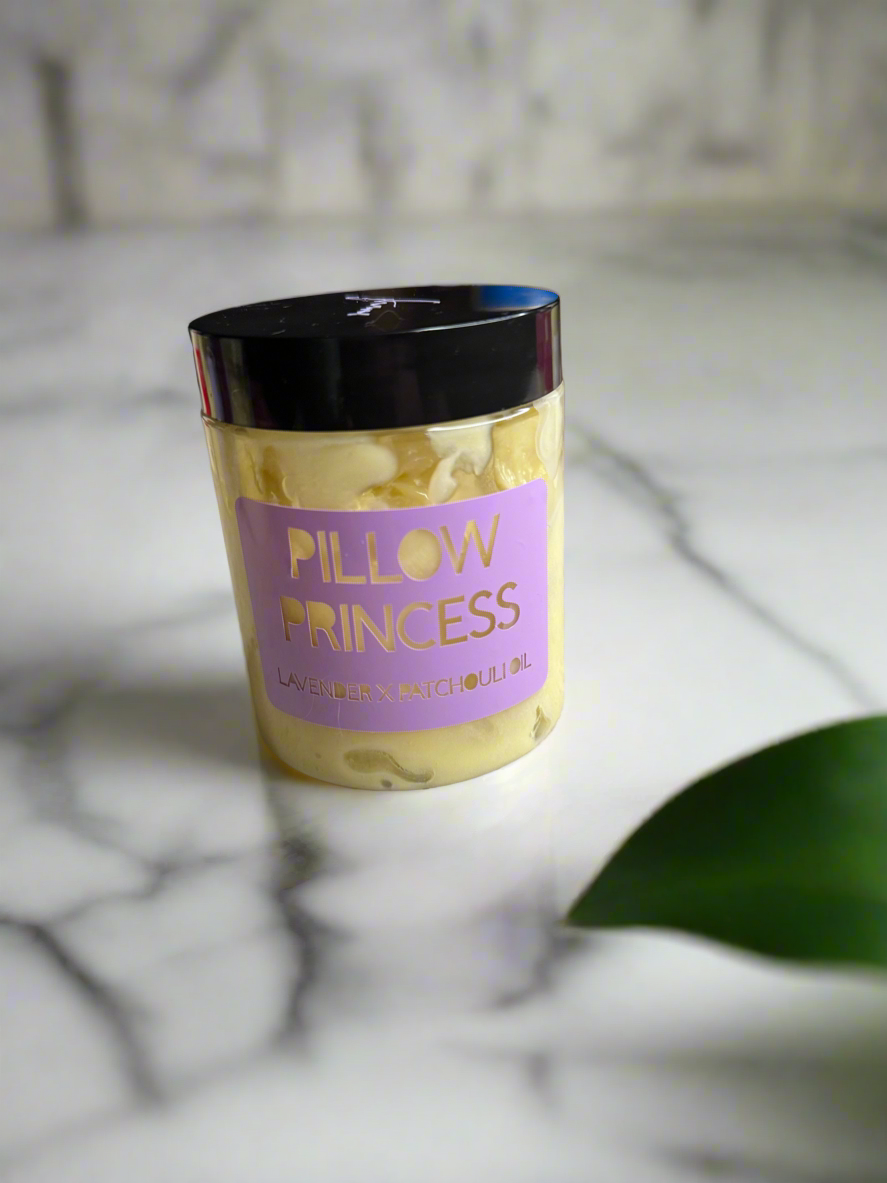 PILLOW
PRINCESS
LAVENDER X PATCHOULI OIL